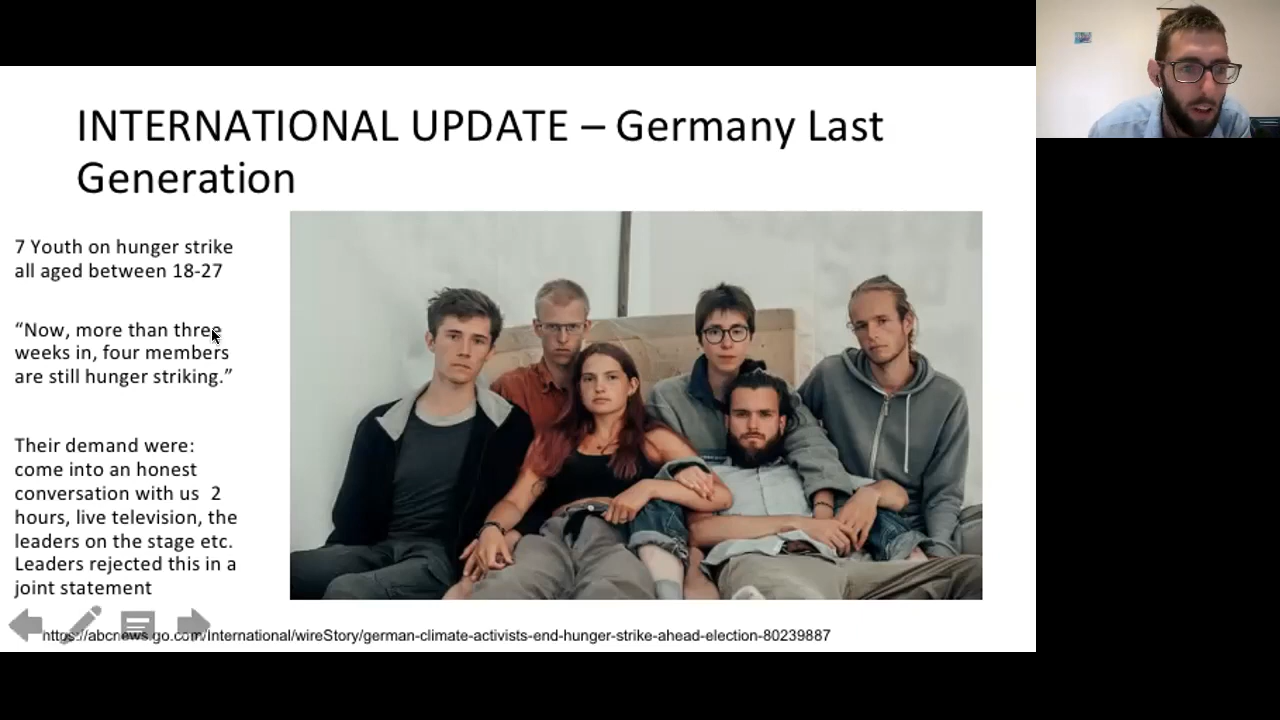 INTERNATIONAL UPDATE – Germany Last
Generation
7 Youth on hunger strike
all aged between 18-27
“Now, more than three
weeks in, four members
are still hunger striking.”
Their demand were:
come into an honest
conversation with us  2
hours, live television, the
leaders on the stage etc.
Leaders rejected this in a
joint statement
https://abcnews.go.com/International/wireStory/german-climate-activists-end-hunger-strike-ahead-election-80239887